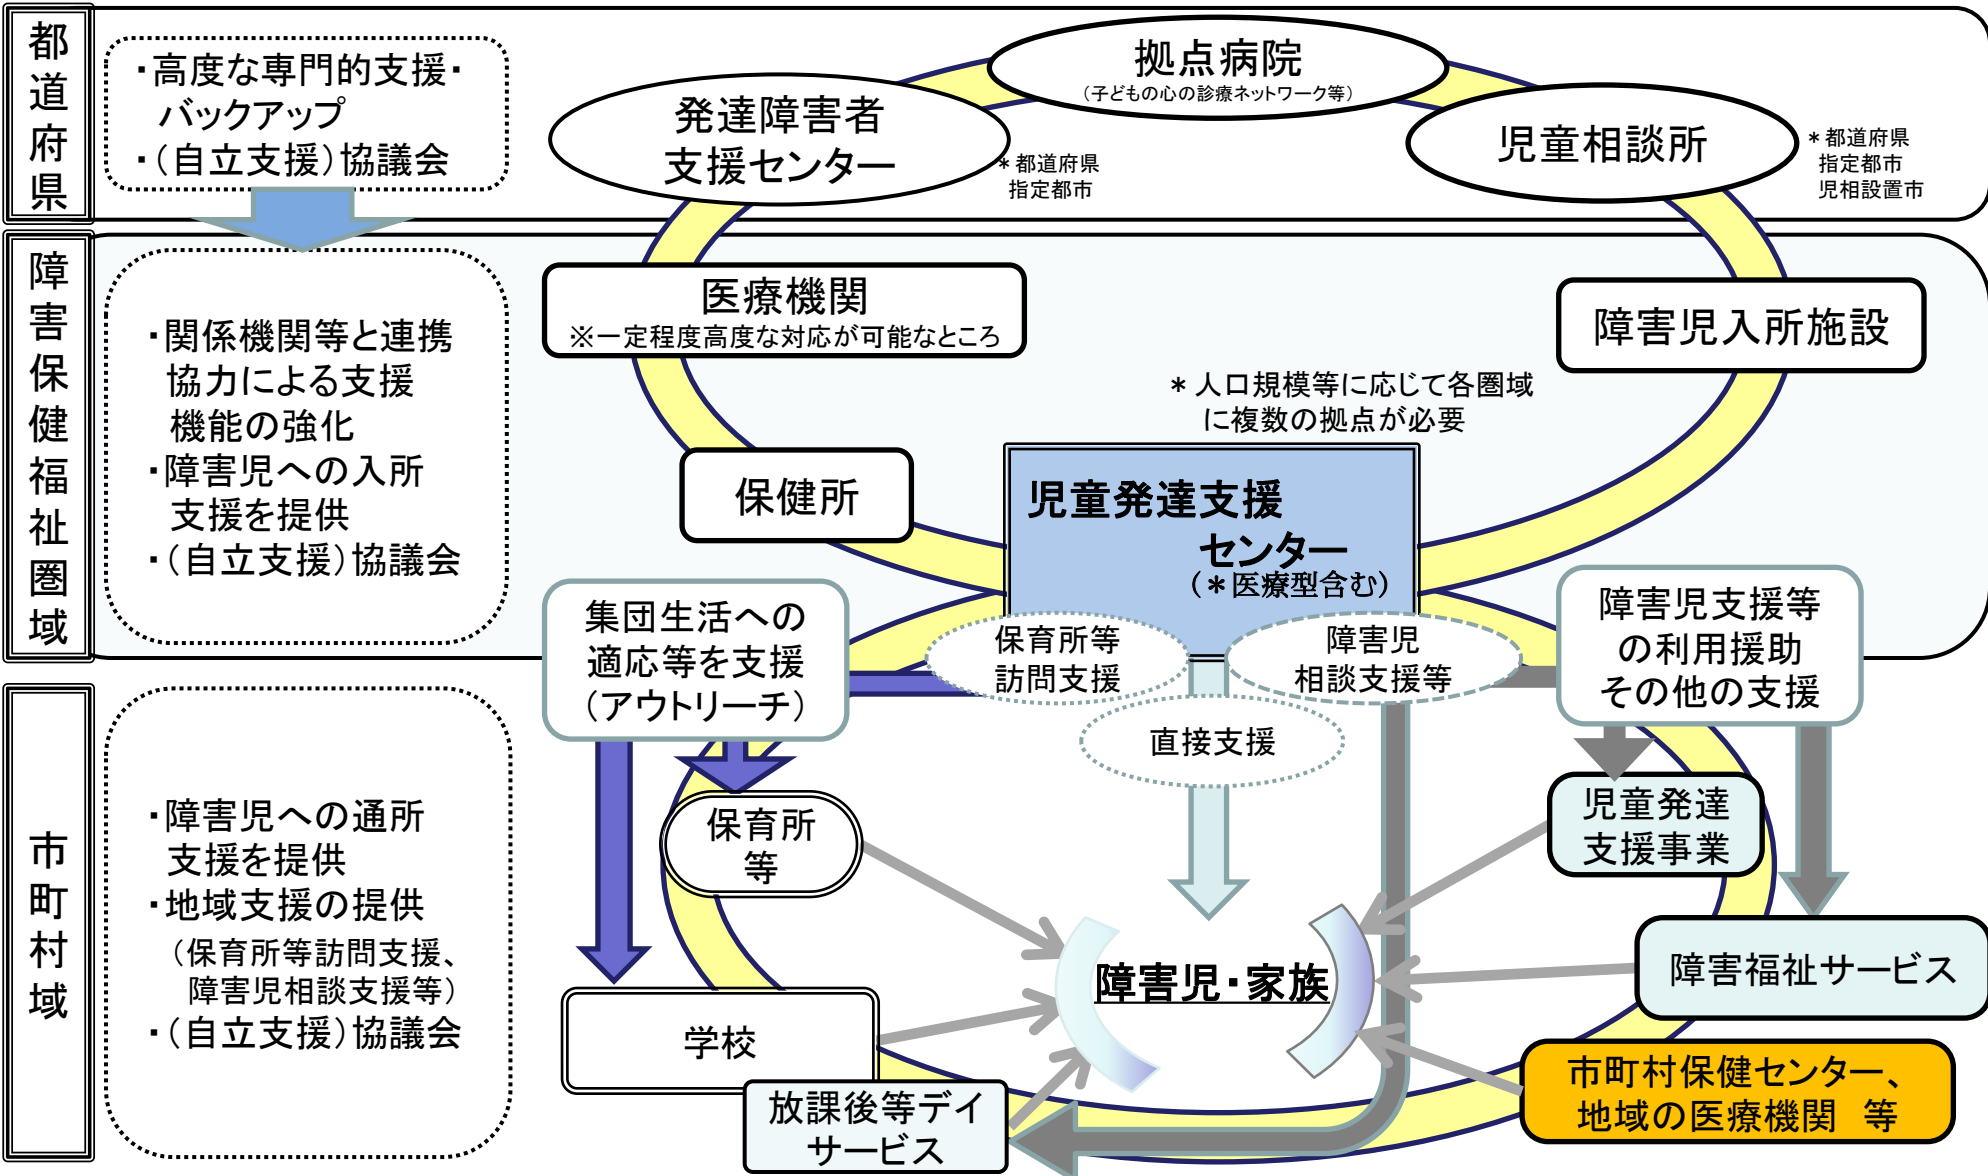 都道府県
・高度な専門的支援・
バックアップ
・（自立支援）協議会
拠点病院
（子どもの心の診療ネットワーク等）
発達障害者
支援センター
＊都道府県
指定都市
児童相談所
＊都道府県
指定都市
児相設置市
障害保健福祉圏域
・関係機関等と連携
協力による支援
機能の強化
・障害児への入所
支援を提供
・（自立支援）協議会
医療機関
※一定程度高度な対応が可能なところ
障害児入所施設
＊人口規模等に応じて各圏域
に複数の拠点が必要
保健所
児童発達支援
センター
（＊医療型含む）
集団生活への
適応等を支援
（アウトリーチ）
保育所等
訪問支援
障害児
相談支援等
障害児支援等
の利用援助
その他の支援
直接支援
市町村域
・障害児への通所
支援を提供
・地域支援の提供
（保育所等訪問支援、
障害児相談支援等）
・（自立支援）協議会
保育所
等
児童発達
支援事業
障害児・家族
障害福祉サービス
学校
放課後等デイ
サービス
市町村保健センター、
地域の医療機関　等